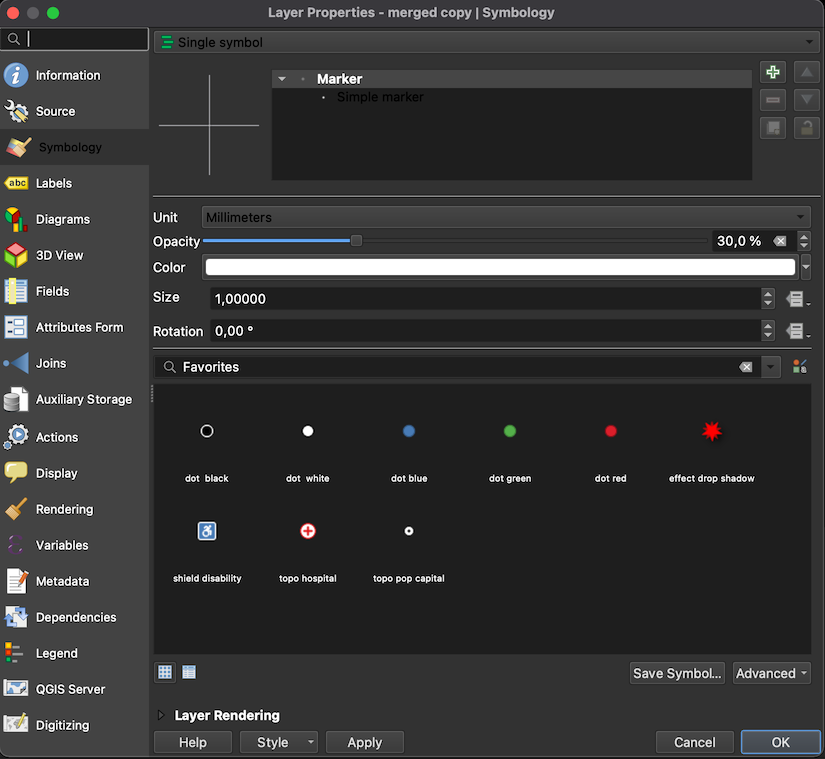 Layer Properties - merged copy | Symbology
Single symbol
Information
Source
Symbology
abc Labels
Diagrams
3D View
Fields
Attributes Form
Joins
Auxiliary Storage
Actions
Display
Rendering
Variables
Metadata
Dependencies
Legend
QGIS Server
Digitizing
Marker
Simple marker
Unit Millimeters
Opacity 30,0 %
Color
Size 1,00000
Rotation 0,00 °
Favorites
dot  black dot  white dot blue dot green dot red effect drop shadow
shield disability topo hospital topo pop capital
Save Symbol... Advanced
Layer Rendering
Help Style Apply Cancel OK